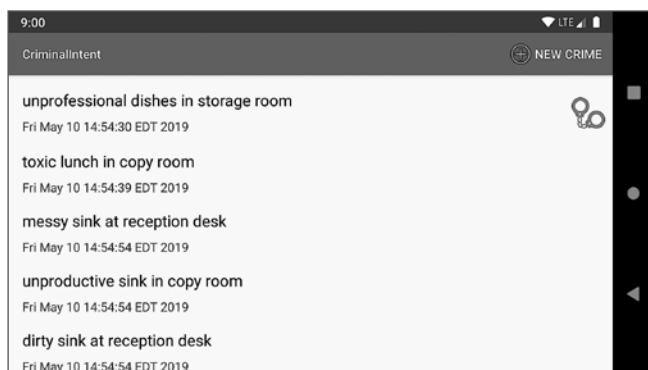 9:00 LTE
CriminalIntent NEW CRIME
unprofessional dishes in storage room
Fri May 10 14:54:30 EDT 2019
toxic lunch in copy room
Fri May 10 14:54:39 EDT 2019
messy sink at reception desk
Fri May 10 14:54:54 EDT 2019
unproductive sink in copy room
Fri May 10 14:54:54 EDT 2019
dirty sink at reception desk
Fri May 10 14:54:54 EDT 2019